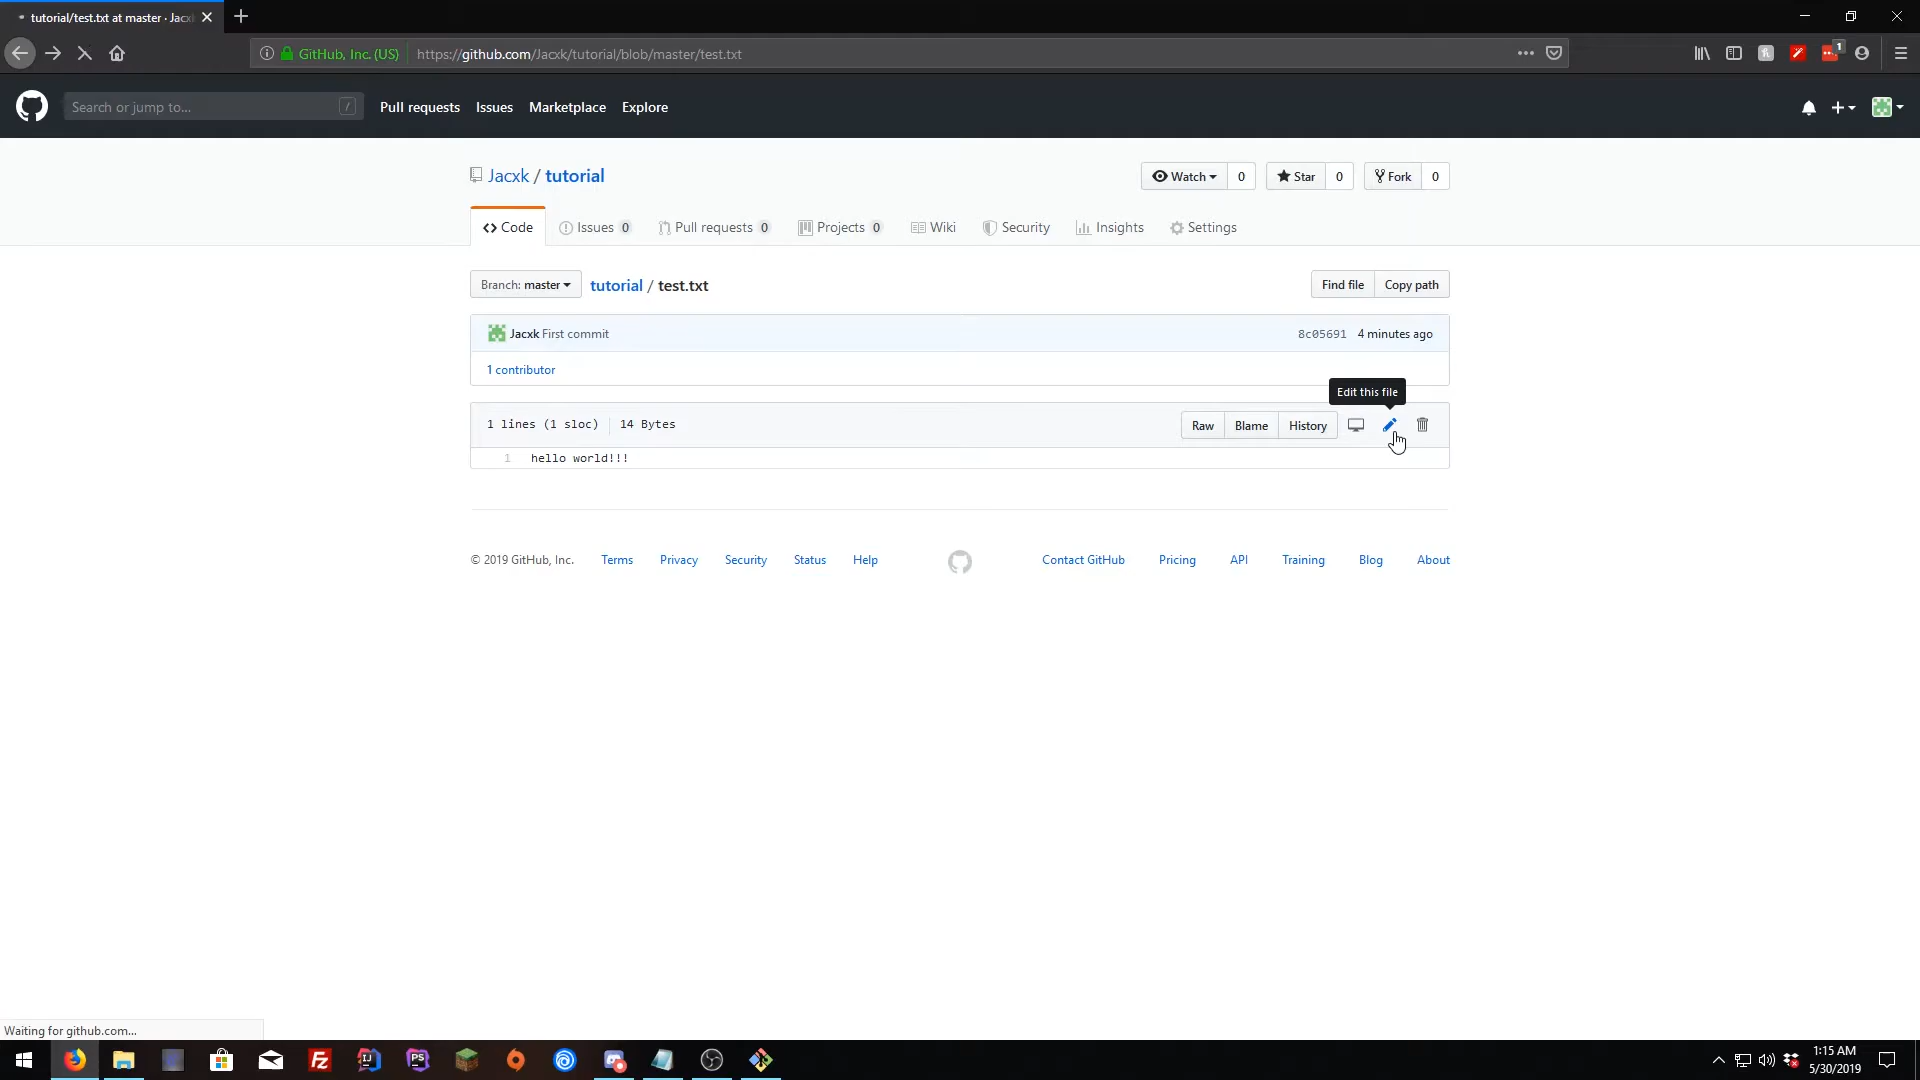 tutorial/test.txt at master · Jacx
GitHub, Inc. (US)
https://github.com/Jacxk/tutorial/blob/master/test.txt
1
Search or jump to...
/
Pull requests
Issues
Marketplace
Explore
Jacxk / tutorial
Watch
0
Star
0
Fork
0
Code
Issues 0
Pull requests 0
Projects 0
Wiki
Security
Insights
Settings
Branch: master
tutorial / test.txt
Find file
Copy path
Jacxk First commit
8c05691
4 minutes ago
1 contributor
Edit this file
1 lines (1 sloc)
14 Bytes
Raw
Blame
History
1
hello world!!!
© 2019 GitHub, Inc.
Terms
Privacy
Security
Status
Help
Contact GitHub
Pricing
API
Training
Blog
About
Waiting for github.com...
Fz
IJ
PS
1:15 AM
5/30/2019